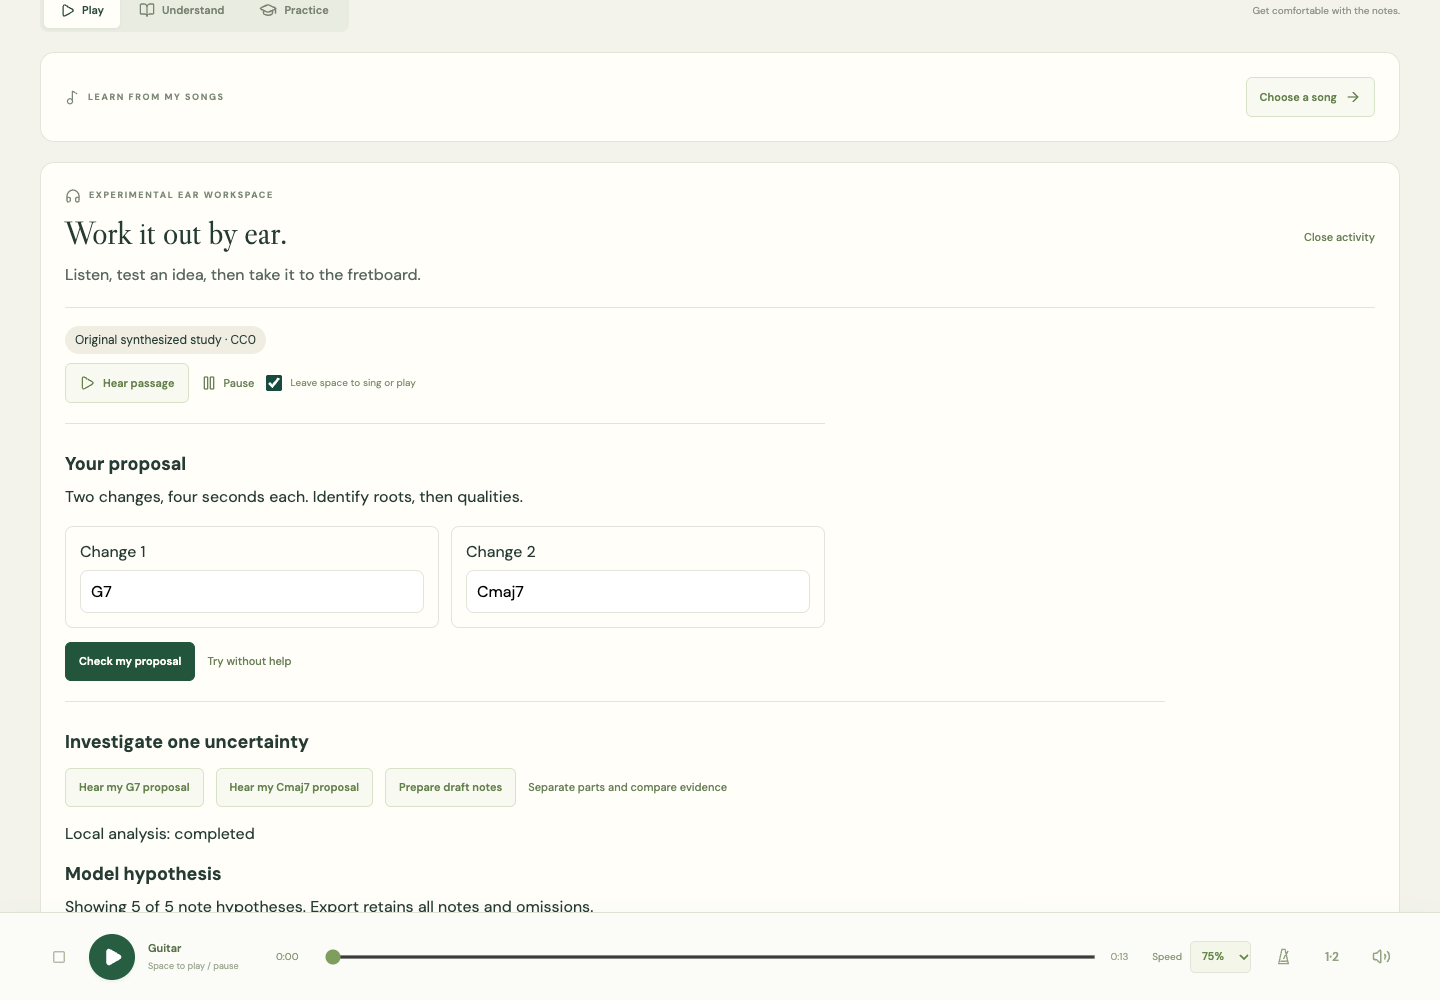 Play Understand Practice Get comfortable with the notes.
LEARN FROM MY SONGS Choose a song
EXPERIMENTAL EAR WORKSPACE
Work it out by ear.
Close activity
Listen, test an idea, then take it to the fretboard.
Original synthesized study · CC0
Hear passage Pause Leave space to sing or play
Your proposal
Two changes, four seconds each. Identify roots, then qualities.
Change 1 Change 2
G7 Cmaj7
Check my proposal Try without help
Investigate one uncertainty
Hear my G7 proposal Hear my Cmaj7 proposal Prepare draft notes Separate parts and compare evidence
Local analysis: completed
Model hypothesis
Showing 5 of 5 note hypotheses. Export retains all notes and omissions.
Guitar
Space to play / pause
0:00 0:13 Speed 75% 1·2